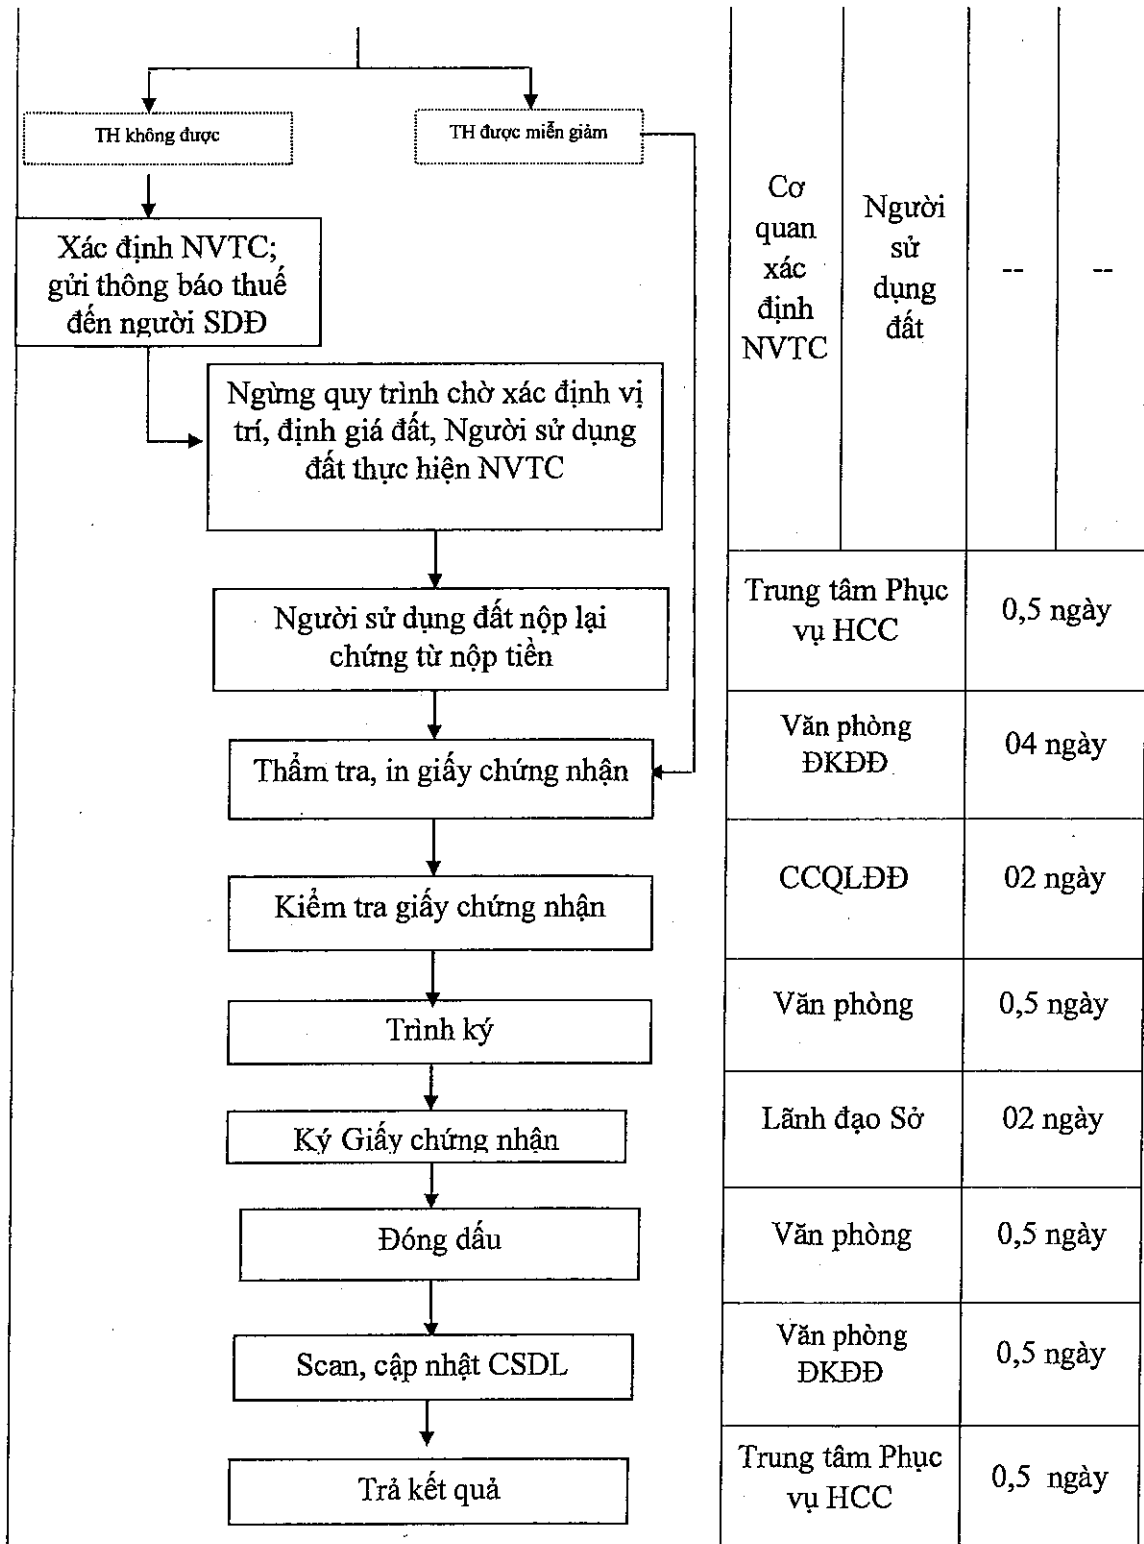 TH không được
TH được miễn giảm
Xác định NVTC;
gửi thông báo thuế
đến người SDĐ
Cơ
quan
xác
định
NVTC
Người
sử
dụng
đất
--
--
Ngừng quy trình chờ xác định vị
trí, định giá đất, Người sử dụng
đất thực hiện NVTC
Người sử dụng đất nộp lại
chứng từ nộp tiền
Trung tâm Phục
vụ HCC
0,5 ngày
Thẩm tra, in giấy chứng nhận
Văn phòng
ĐKĐĐ
04 ngày
Kiểm tra giấy chứng nhận
CCQLĐĐ
02 ngày
Trình ký
Văn phòng
0,5 ngày
Ký Giấy chứng nhận
Lãnh đạo Sở
02 ngày
Đóng dấu
Văn phòng
0,5 ngày
Scan, cập nhật CSDL
Văn phòng
ĐKĐĐ
0,5 ngày
Trả kết quả
Trung tâm Phục
vụ HCC
0,5 ngày